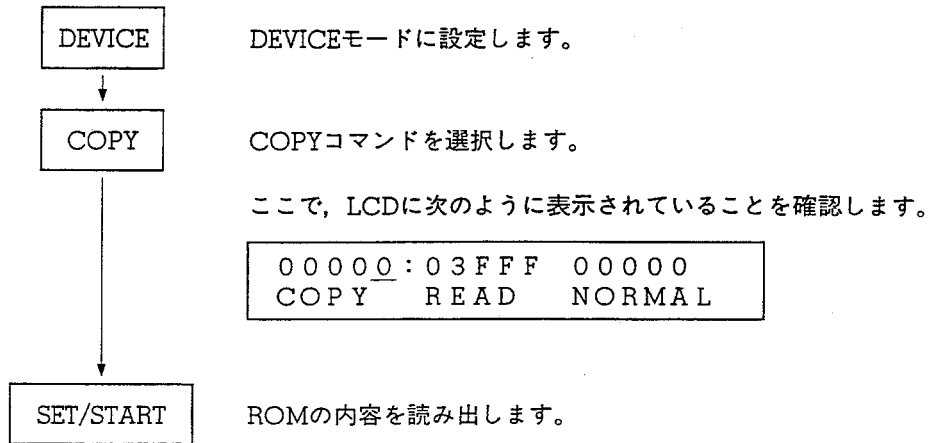 DEVICE DEVICEモードに設定します。
COPY COPYコマンドを選択します。
ここで，LCDに次のように表示されていることを確認します。
00000:03FFF 00000
COPY READ NORMAL
SET/START ROMの内容を読み出します。